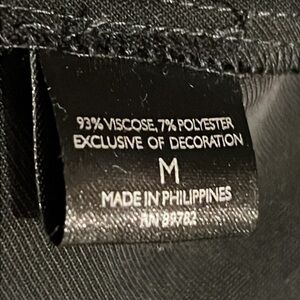 93% VISCOSE, 7% POLYESTER
EXCLUSIVE OF DECORATION
M
MADE IN PHILIPPINES
RN 89782